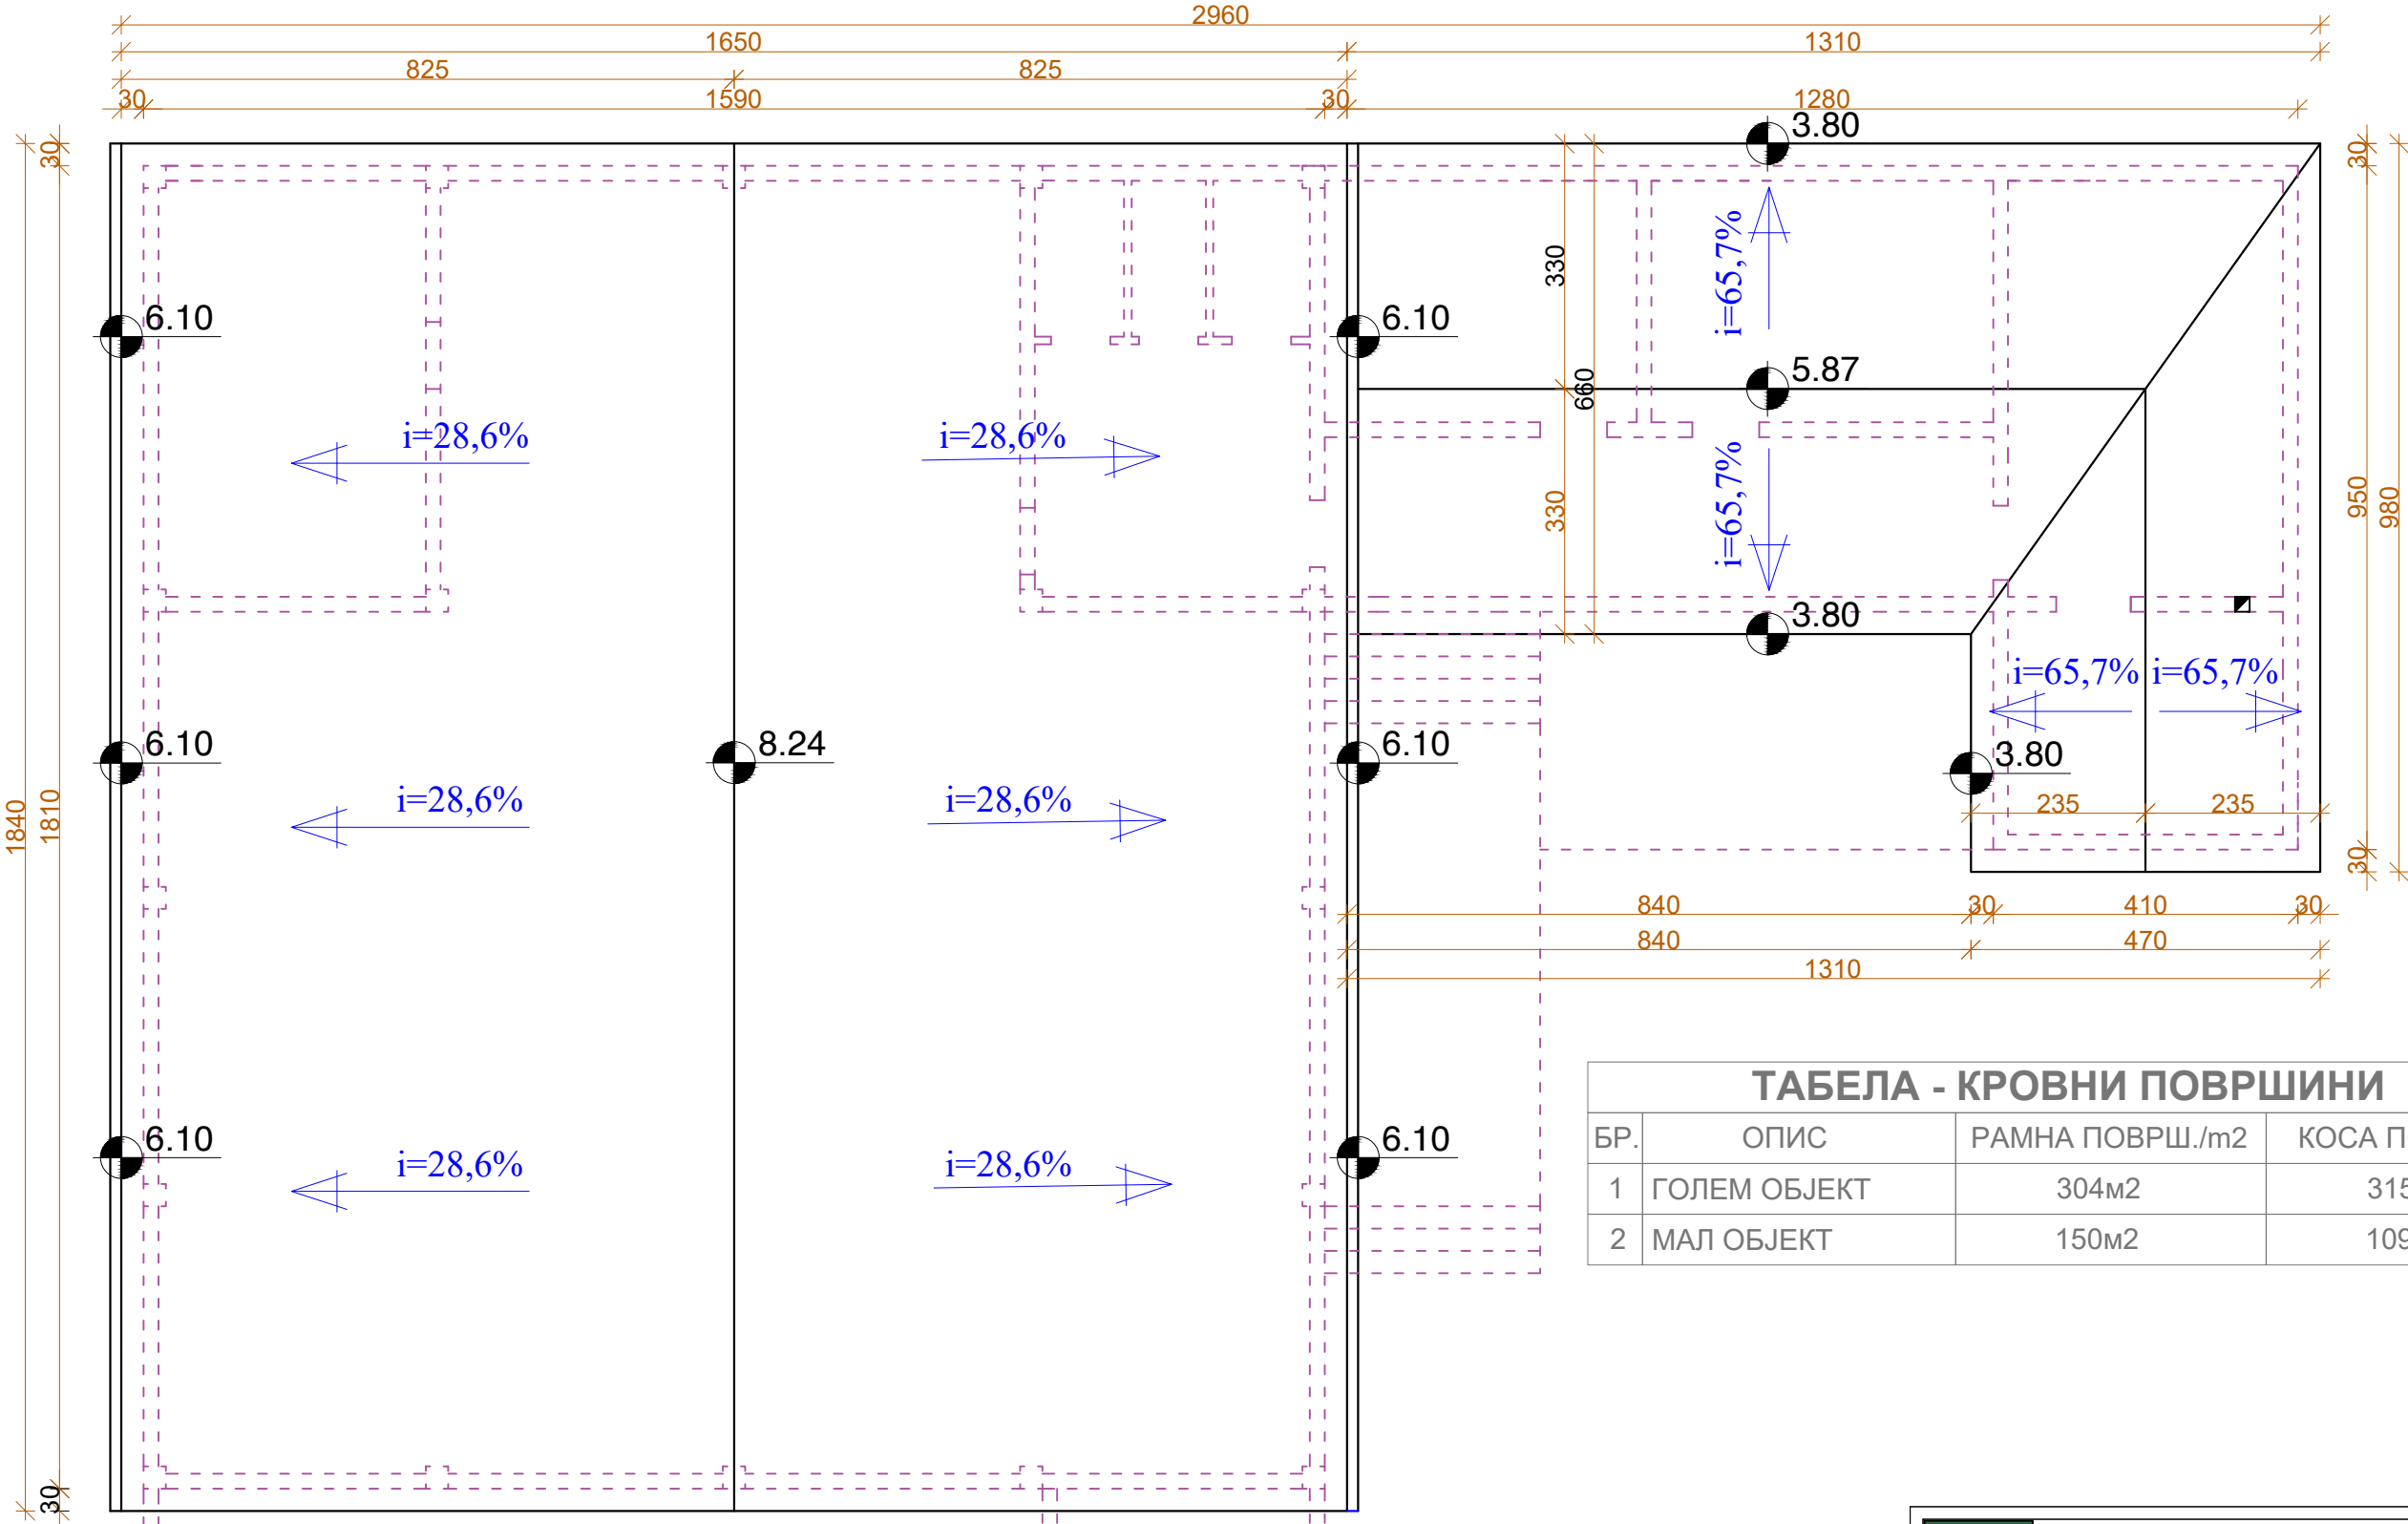 2960
1650 1310
825 825
30 1590 30 1280
3.80
30 30
6.10 6.10
i=65,7%
330
5.87
660
i=28,6% i=28,6%
i=65,7%
330
950
980
3.80
i=65,7% i=65,7%
6.10 8.24 6.10
3.80
i=28,6% i=28,6%
235 235
1840
1810
30
840 30 410 30
840 470
1310
ТАБЕЛА - КРОВНИ ПОВРШИНИ
БР. ОПИС РАМНА ПОВРШ./m2 КОСА П
6.10 6.10
i=28,6% i=28,6%
1 ГОЛЕМ ОБЈЕКТ 304м2 315
2 МАЛ ОБЈЕКТ 150м2 109
30